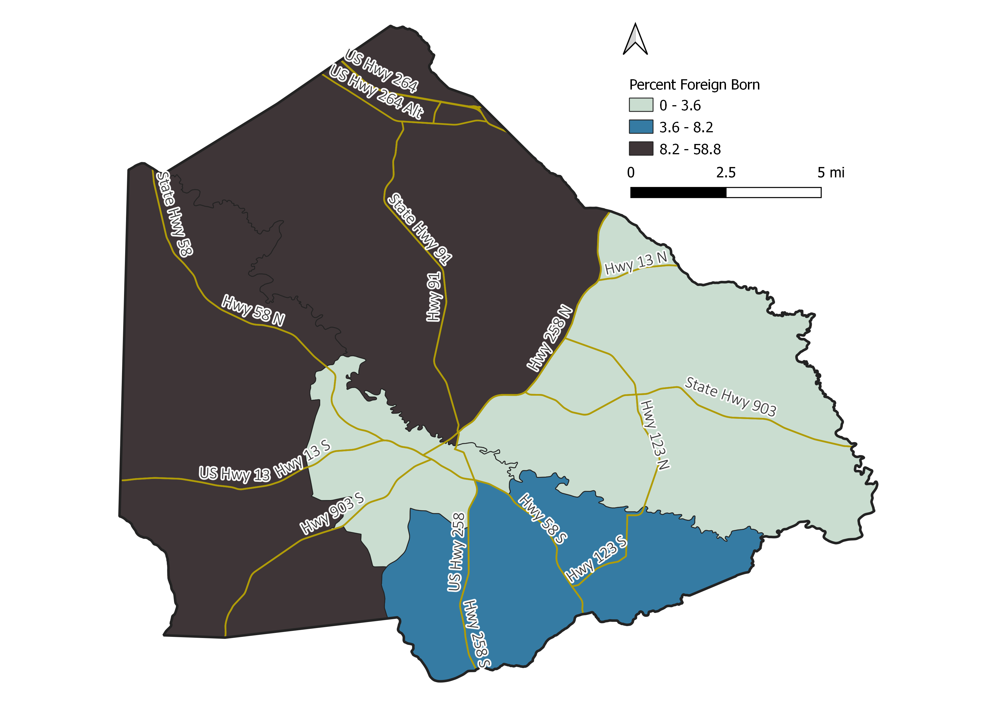 US Hwy 264
US Hwy 264 Alt
Percent Foreign Born
0 - 3.6
3.6 - 8.2
8.2 - 58.8
0 2.5 5 mi
State Hwy 58
State Hwy 91
Hwy 91
Hwy 13 N
Hwy 58 N
Hwy 258 N
State Hwy 903
Hwy 123 N
US Hwy 13
Hwy 13 S
Hwy 903 S
US Hwy 258
Hwy 58 S
Hwy 123 S
Hwy 258 S